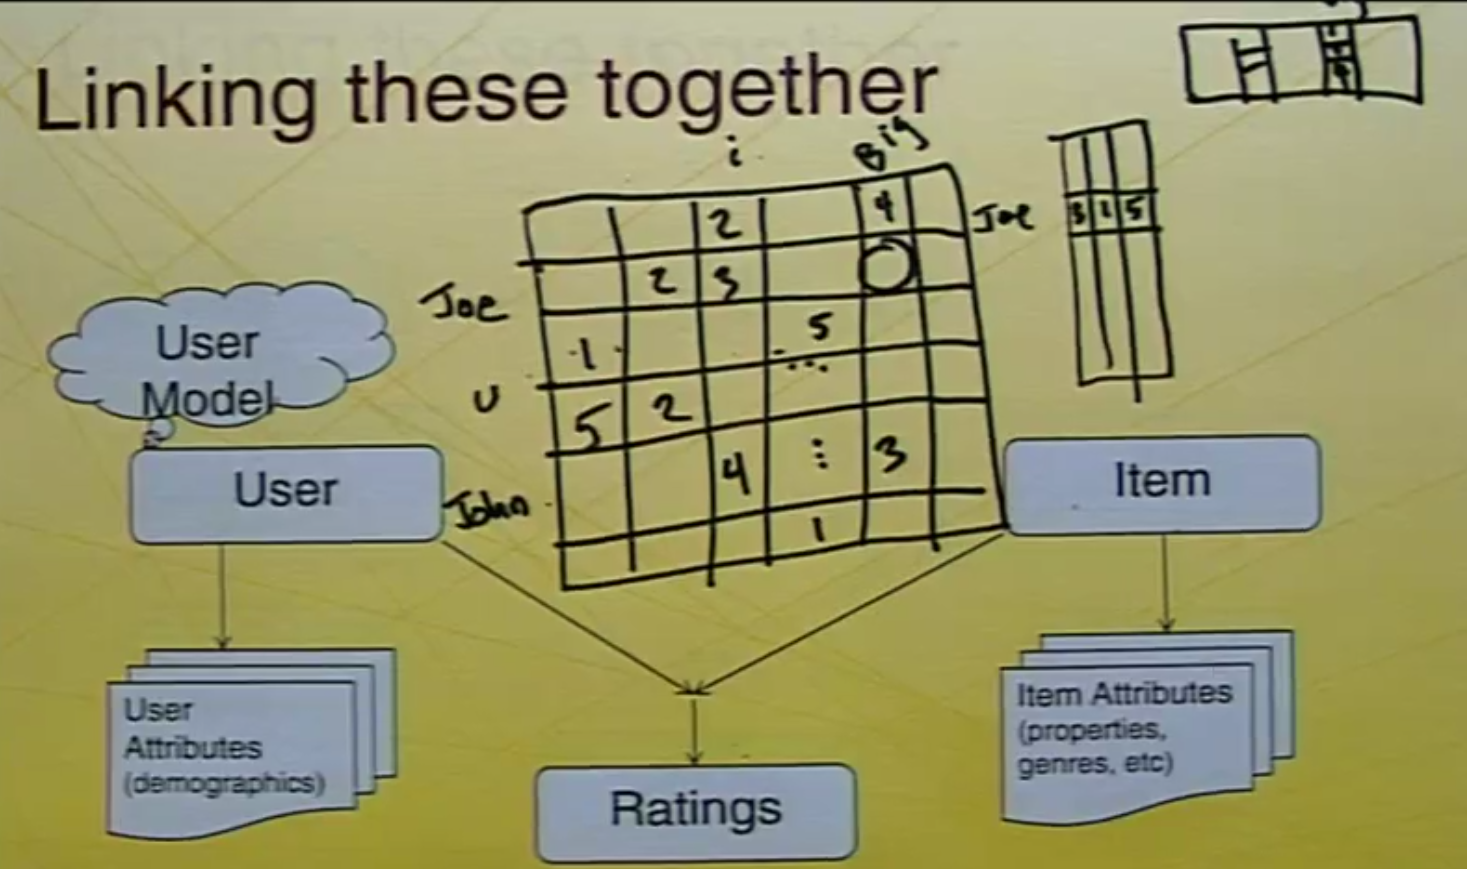 Linking these together
i
Big
2 4
Joe
3 1 5
2 3
Joe
1 5
...
U
5 2
4 ⋮ 3
John
1
User
Model
User
Item
User
Attributes
(demographics)
Item Attributes
(properties,
genres, etc)
Ratings